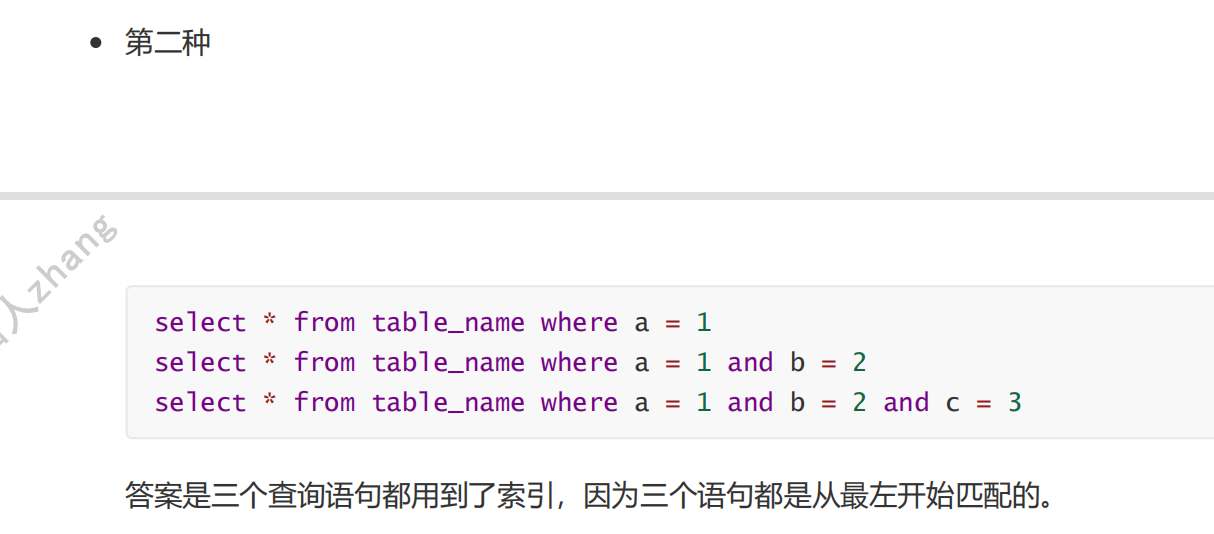 第二种
人zhang
select * from table_name where a = 1
select * from table_name where a = 1 and b = 2
select * from table_name where a = 1 and b = 2 and c = 3
答案是三个查询语句都用到了索引，因为三个语句都是从最左开始匹配的。